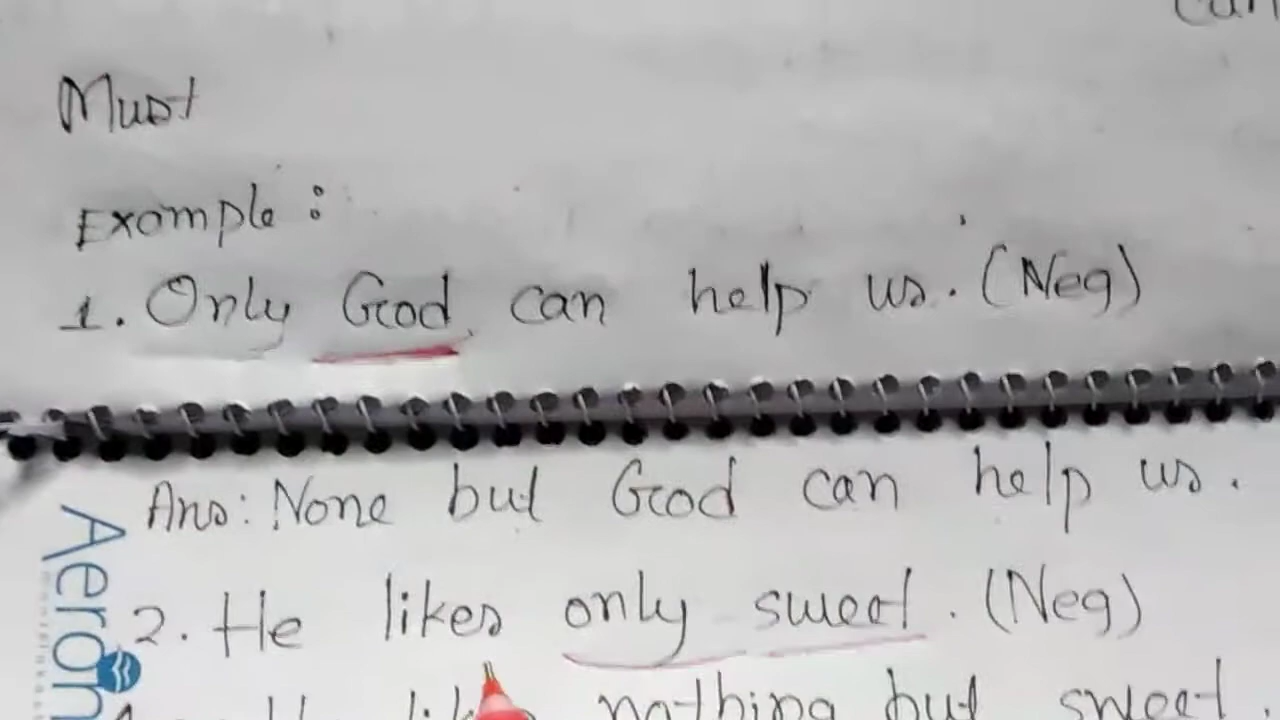 Must
Example :
1. Only God can help us. (Neg)
Ans: None but God can help us.
2. He likes only sweet. (Neg)
nothing but sweet.
Aeron